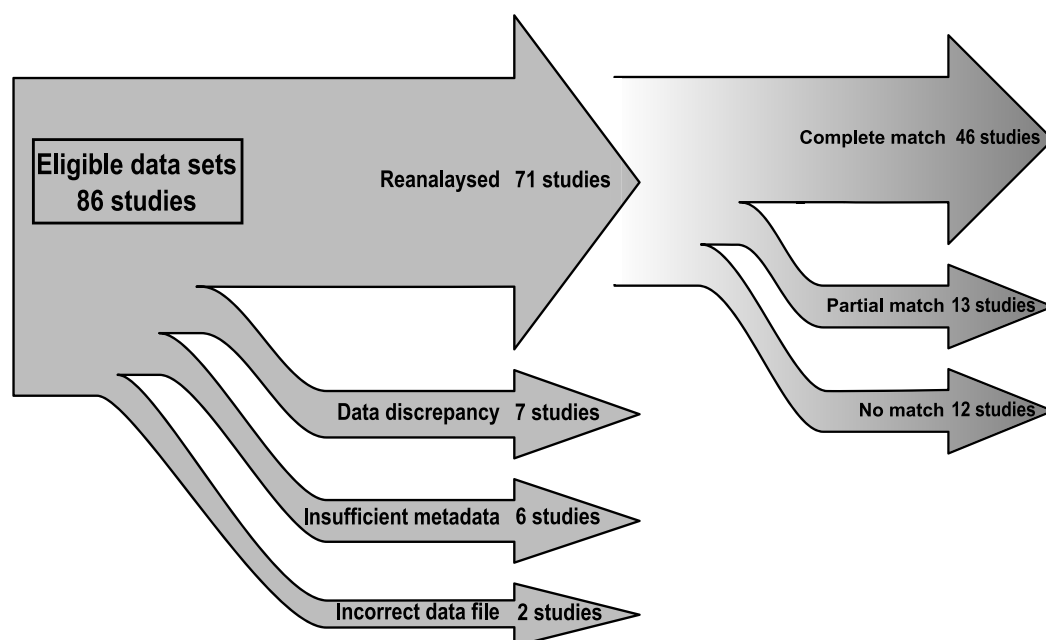 Eligible data sets
86 studies
Reanalaysed 71 studies
Data discrepancy 7 studies
Insufficient metadata 6 studies
Incorrect data file 2 studies
Complete match 46 studies
Partial match 13 studies
No match 12 studies